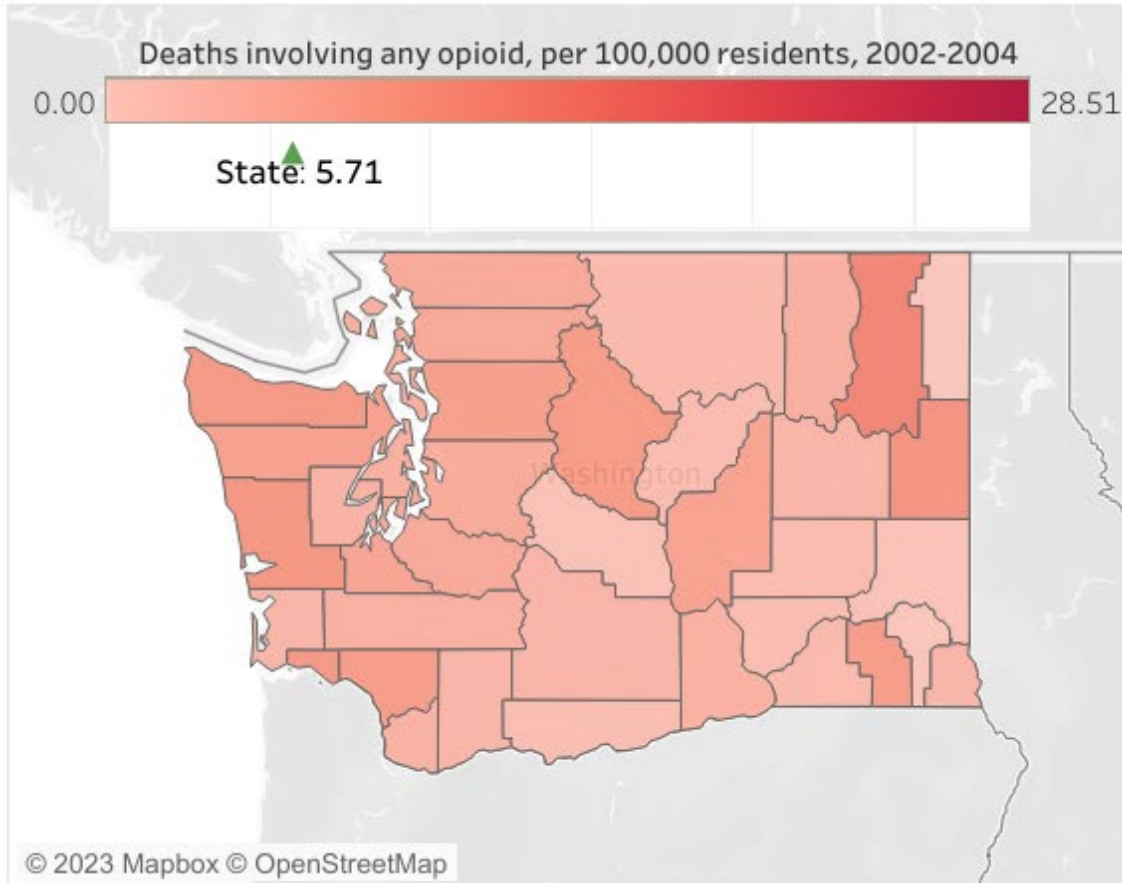 Deaths involving any opioid, per 100,000 residents, 2002-2004
0.00
28.51
State: 5.71
Washington
© 2023 Mapbox © OpenStreetMap